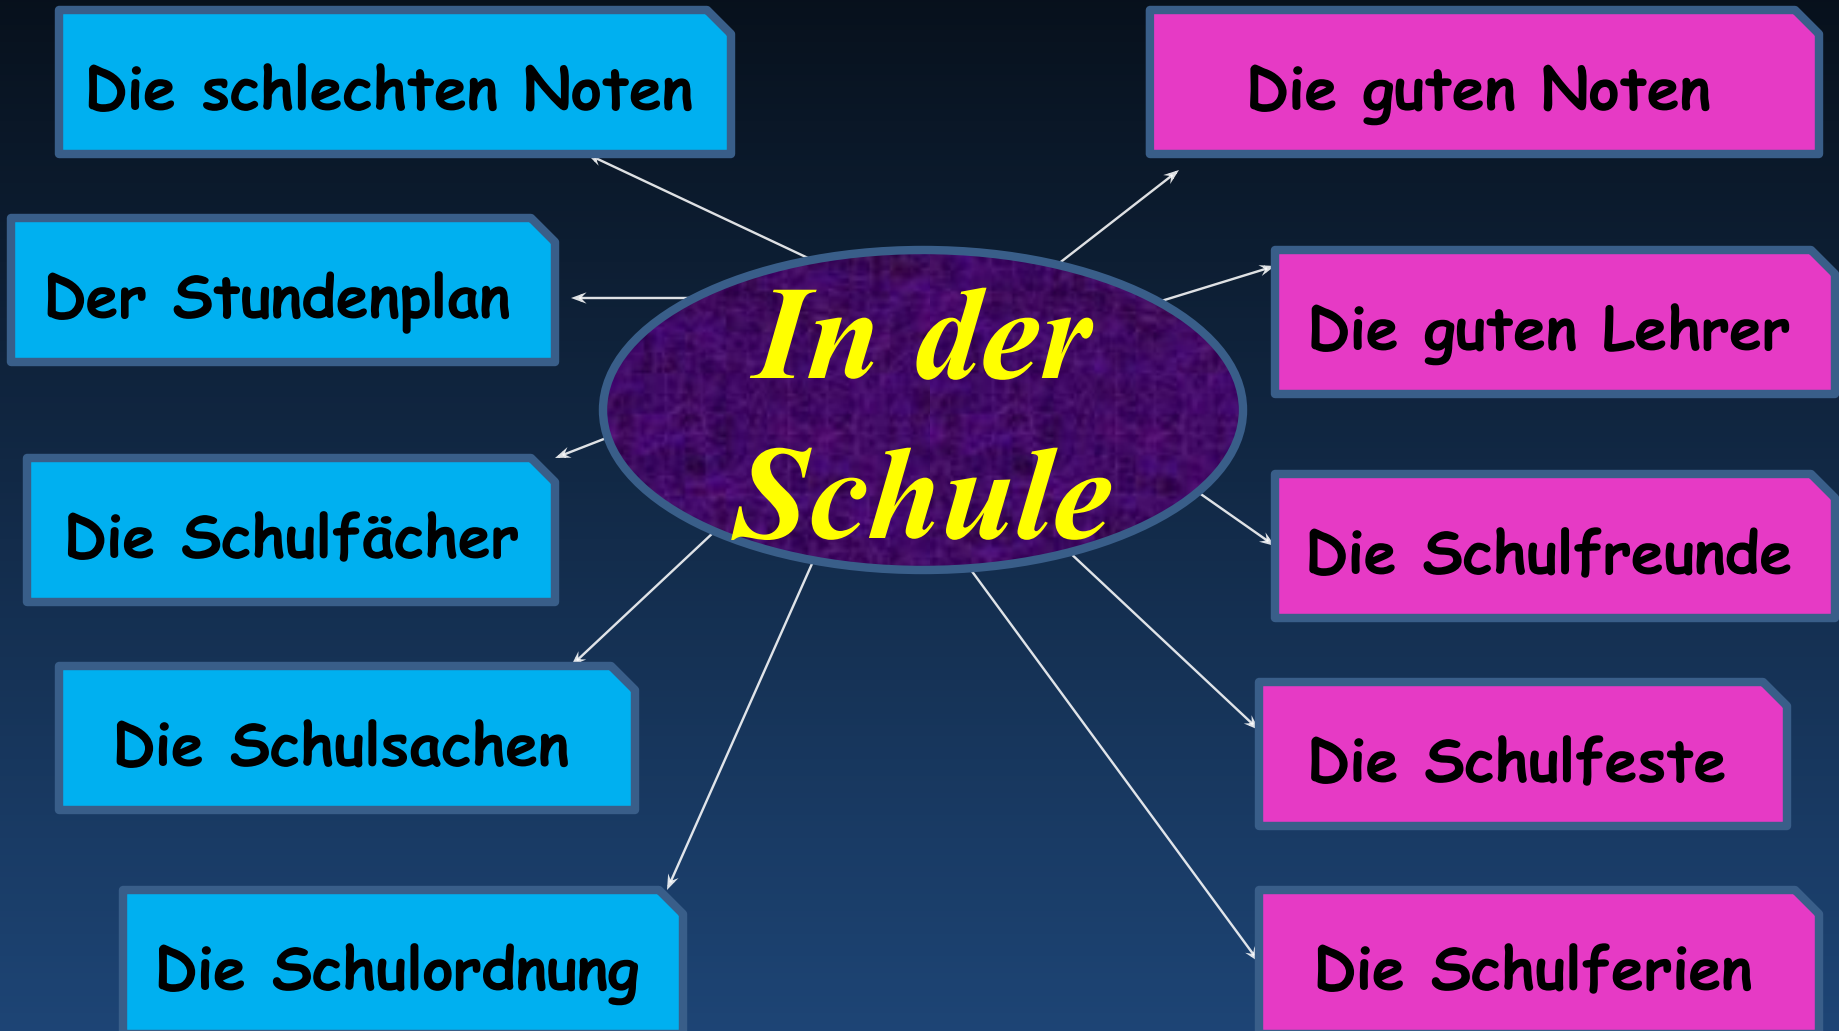 Die schlechten Noten
Die guten Noten
Der Stundenplan
Die guten Lehrer
In der
Schule
Die Schulfächer
Die Schulfreunde
Die Schulsachen
Die Schulfeste
Die Schulordnung
Die Schulferien